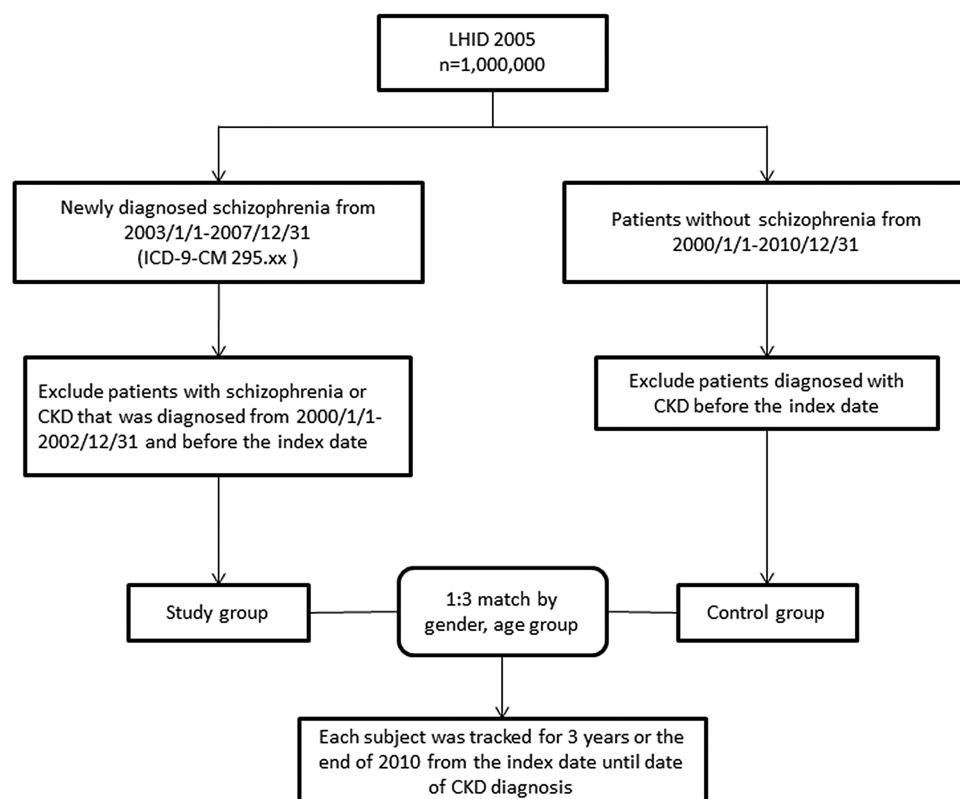 LHID 2005
n=1,000,000
Newly diagnosed schizophrenia from
2003/1/1-2007/12/31
(ICD-9-CM 295.xx )
Patients without schizophrenia from
2000/1/1-2010/12/31
Exclude patients with schizophrenia or
CKD that was diagnosed from 2000/1/1-
2002/12/31 and before the index date
Exclude patients diagnosed with
CKD before the index date
Study group
1:3 match by
gender, age group
Control group
Each subject was tracked for 3 years or the
end of 2010 from the index date until date
of CKD diagnosis